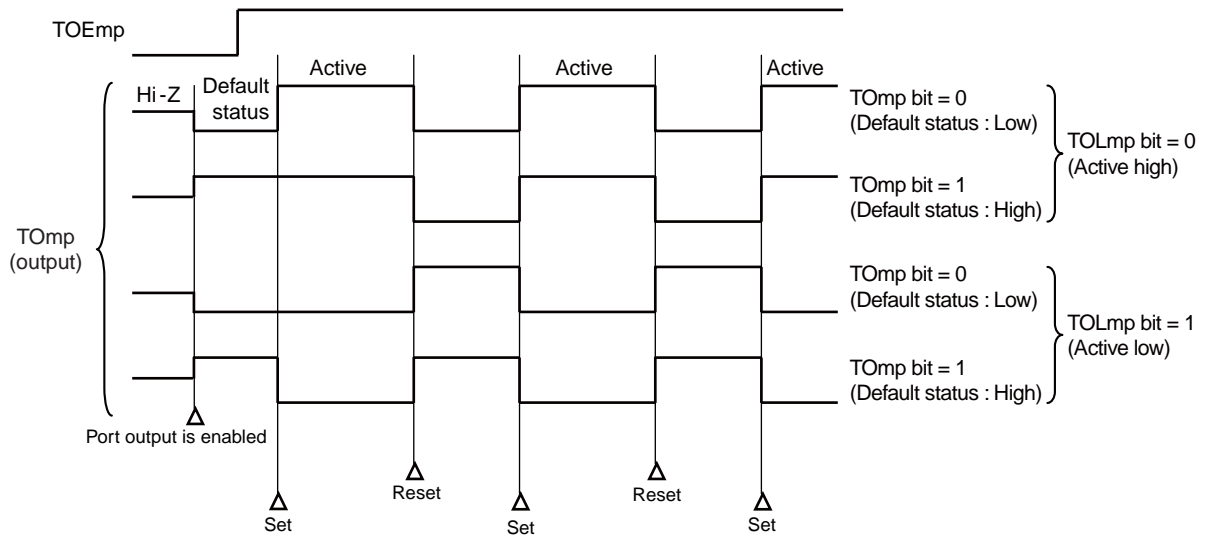 TOEmp
Active
Active
Active
Hi-Z
Default
status
TOmp bit = 0
(Default status : Low)
TOLmp bit = 0
(Active high)
TOmp bit = 1
(Default status : High)
TOmp
(output)
TOmp bit = 0
(Default status : Low)
TOLmp bit = 1
(Active low)
TOmp bit = 1
(Default status : High)
Port output is enabled
Reset
Reset
Set
Set
Set